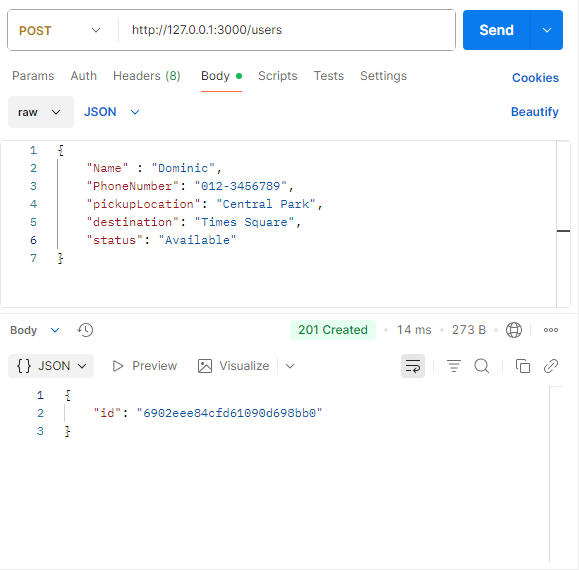 POST http://127.0.0.1:3000/users Send
Params Auth Headers (8) Body Scripts Tests Settings Cookies
raw JSON Beautify
1 {
2 "Name" : "Dominic",
3 "PhoneNumber": "012-3456789",
4 "pickupLocation": "Central Park",
5 "destination": "Times Square",
6 "status": "Available"
7 }
Body 201 Created 14 ms 273 B
{} JSON Preview Visualize
1 {
2 "id": "6902eee84cfd61090d698bb0"
3 }